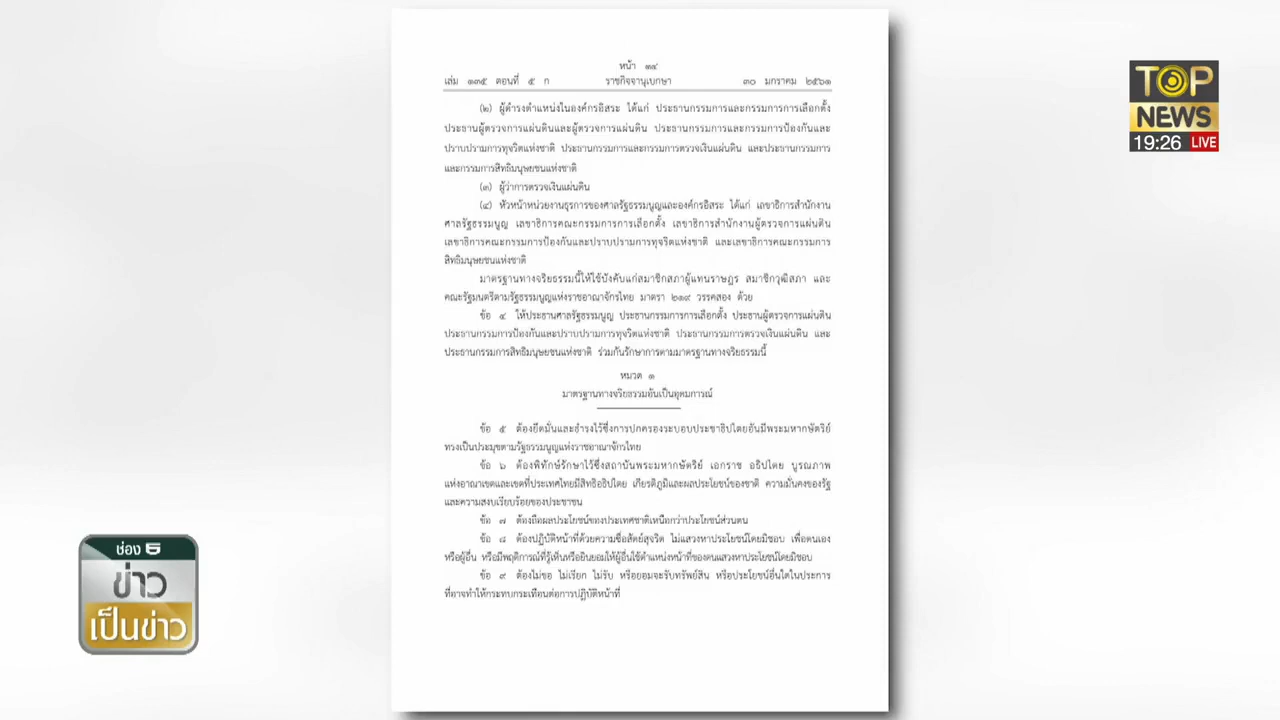 หน้า ๑๔
เล่ม ๑๓๕ ตอนที่ ๕ ก ราชกิจจานุเบกษา ๓๐ มกราคม ๒๕๖๑
(๒) ผู้ดำรงตำแหน่งในองค์กรอิสระ ได้แก่ ประธานกรรมการและกรรมการการเลือกตั้ง
ประธานผู้ตรวจการแผ่นดินและผู้ตรวจการแผ่นดิน ประธานกรรมการและกรรมการป้องกันและ
ปราบปรามการทุจริตแห่งชาติ ประธานกรรมการและกรรมการตรวจเงินแผ่นดิน และประธานกรรมการ
และกรรมการสิทธิมนุษยชนแห่งชาติ
(๓) ผู้ว่าการตรวจเงินแผ่นดิน
(๔) หัวหน้าหน่วยงานธุรการของศาลรัฐธรรมนูญและองค์กรอิสระ ได้แก่ เลขาธิการสำนักงาน
ศาลรัฐธรรมนูญ เลขาธิการคณะกรรมการการเลือกตั้ง เลขาธิการสำนักงานผู้ตรวจการแผ่นดิน
เลขาธิการคณะกรรมการป้องกันและปราบปรามการทุจริตแห่งชาติ และเลขาธิการคณะกรรมการ
สิทธิมนุษยชนแห่งชาติ
มาตรฐานทางจริยธรรมนี้ให้ใช้บังคับแก่สมาชิกสภาผู้แทนราษฎร สมาชิกวุฒิสภา และ
คณะรัฐมนตรีตามรัฐธรรมนูญแห่งราชอาณาจักรไทย มาตรา ๒๑๙ วรรคสอง ด้วย
ข้อ ๔ ให้ประธานศาลรัฐธรรมนูญ ประธานกรรมการการเลือกตั้ง ประธานผู้ตรวจการแผ่นดิน
ประธานกรรมการป้องกันและปราบปรามการทุจริตแห่งชาติ ประธานกรรมการตรวจเงินแผ่นดิน และ
ประธานกรรมการสิทธิมนุษยชนแห่งชาติ ร่วมกันรักษาการตามมาตรฐานทางจริยธรรมนี้
หมวด ๑
มาตรฐานทางจริยธรรมอันเป็นอุดมการณ์
ข้อ ๕ ต้องยึดมั่นและธำรงไว้ซึ่งการปกครองระบอบประชาธิปไตยอันมีพระมหากษัตริย์
ทรงเป็นประมุขตามรัฐธรรมนูญแห่งราชอาณาจักรไทย
ข้อ ๖ ต้องพิทักษ์รักษาไว้ซึ่งสถาบันพระมหากษัตริย์ เอกราช อธิปไตย บูรณภาพ
แห่งอาณาเขตและเขตที่ประเทศไทยมีสิทธิอธิปไตย เกียรติภูมิและผลประโยชน์ของชาติ ความมั่นคงของรัฐ
และความสงบเรียบร้อยของประชาชน
ข้อ ๗ ต้องถือผลประโยชน์ของประเทศชาติเหนือกว่าประโยชน์ส่วนตน
ข้อ ๘ ต้องปฏิบัติหน้าที่ด้วยความซื่อสัตย์สุจริต ไม่แสวงหาประโยชน์โดยมิชอบ เพื่อตนเอง
หรือผู้อื่น หรือมีพฤติการณ์ที่รู้เห็นหรือยินยอมให้ผู้อื่นใช้ตำแหน่งหน้าที่ของตนแสวงหาประโยชน์โดยมิชอบ
ข้อ ๙ ต้องไม่ขอ ไม่เรียก ไม่รับ หรือยอมจะรับทรัพย์สิน หรือประโยชน์อื่นใดในประการ
ที่อาจทำให้กระทบกระเทือนต่อการปฏิบัติหน้าที่
TOP
NEWS
19:26 LIVE
ช่อง 5
ข่าว
เป็นข่าว